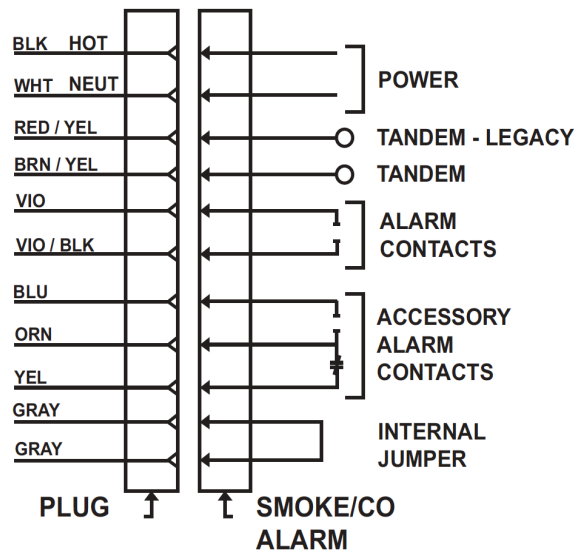 BLK HOT
WHT NEUT
POWER
RED / YEL
TANDEM - LEGACY
BRN / YEL
TANDEM
VIO
VIO / BLK
ALARM
CONTACTS
BLU
ORN
YEL
ACCESSORY
ALARM
CONTACTS
GRAY
GRAY
INTERNAL
JUMPER
PLUG
SMOKE/CO
ALARM